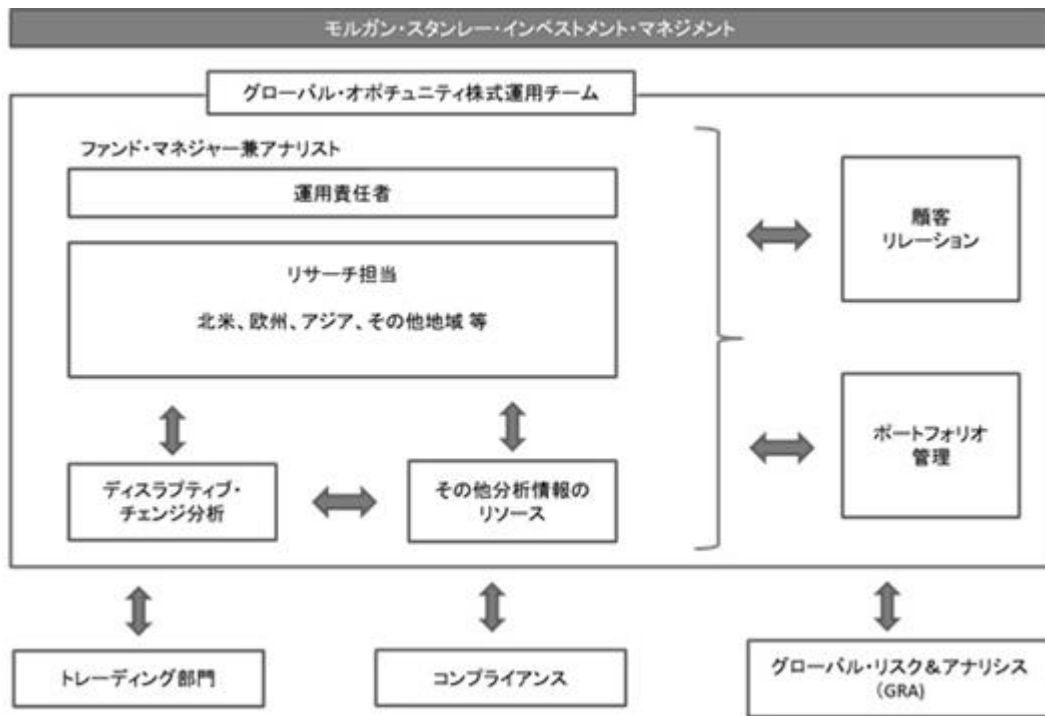 モルガン・スタンレー・インベストメント・マネジメント
グローバル・オポチュニティ株式運用チーム
ファンド・マネジャー兼アナリスト
運用責任者
リサーチ担当
北米、欧州、アジア、その他地域 等
顧客
リレーション
ポートフォリオ
管理
ディスラプティブ・
チェンジ分析
その他分析情報の
リソース
トレーディング部門
コンプライアンス
グローバル・リスク&アナリシス
(GRA)